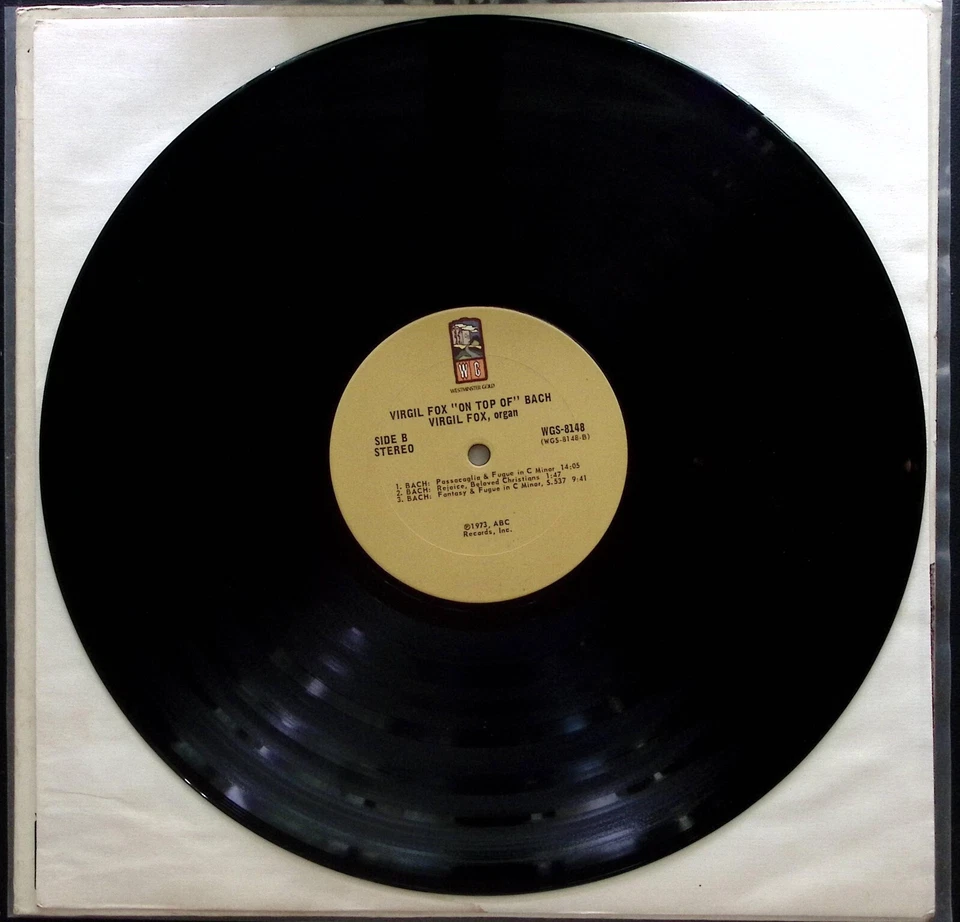 W C
WESTMINSTER GOLD
VIRGIL FOX "ON TOP OF" BACH
VIRGIL FOX, organ
SIDE B
STEREO
WGS-8148
(WGS-8148-B)
1. BACH: Passacaglia & Fugue in C Minor 14:05
2. BACH: Rejoice, Beloved Christians 1:47
3. BACH: Fantasy & Fugue in C Minor, S.537 9:41
℗1973, ABC
Records, Inc.